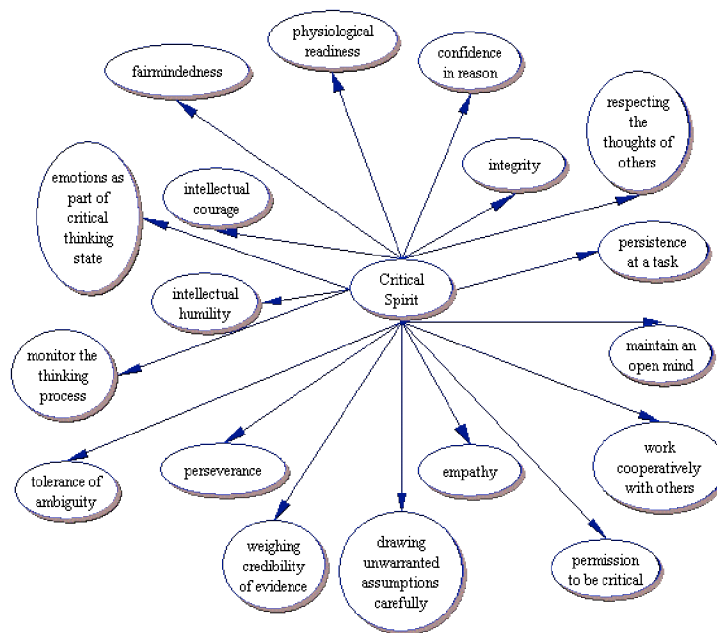 physiological
readiness
confidence
in reason
fairmindedness
respecting
the
thoughts of
others
integrity
emotions as
part of
critical
thinking
state
intellectual
courage
persistence
at a task
Critical
Spirit
intellectual
humility
maintain an
open mind
monitor the
thinking
process
work
cooperatively
with others
tolerance of
ambiguity
perseverance
empathy
weighing
credibility
of evidence
drawing
unwarranted
assumptions
carefully
permission
to be critical